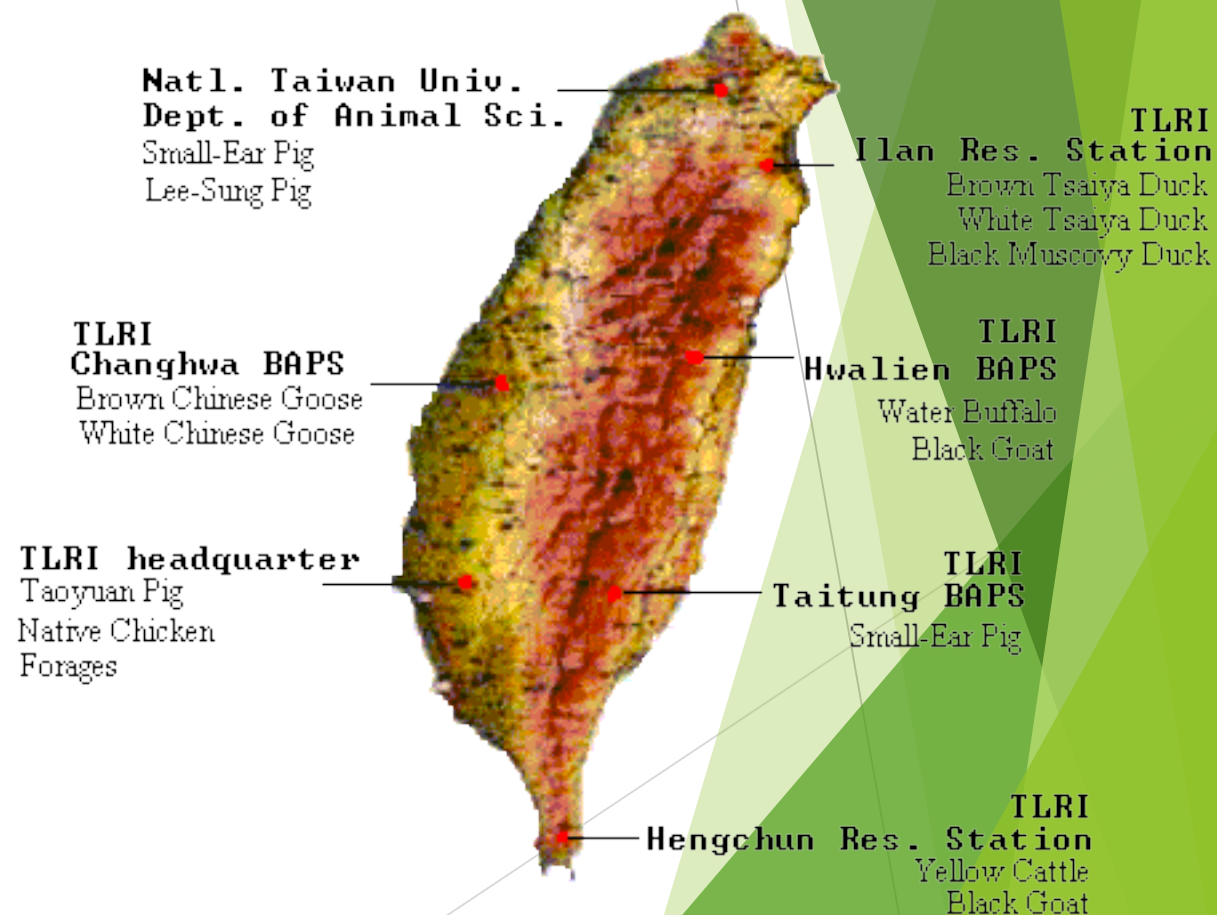 Natl. Taiwan Univ.
Dept. of Animal Sci.
Small-Ear Pig
Lee-Sung Pig
TLRI
Ilan Res. Station
Brown Tsaiya Duck
White Tsaiya Duck
Black Muscovy Duck
TLRI
Changhwa BAPS
Brown Chinese Goose
White Chinese Goose
TLRI
Hwalien BAPS
Water Buffalo
Black Goat
TLRI headquarter
Taoyuan Pig
Native Chicken
Forages
TLRI
Taitung BAPS
Small-Ear Pig
TLRI
Hengchun Res. Station
Yellow Cattle
Black Goat